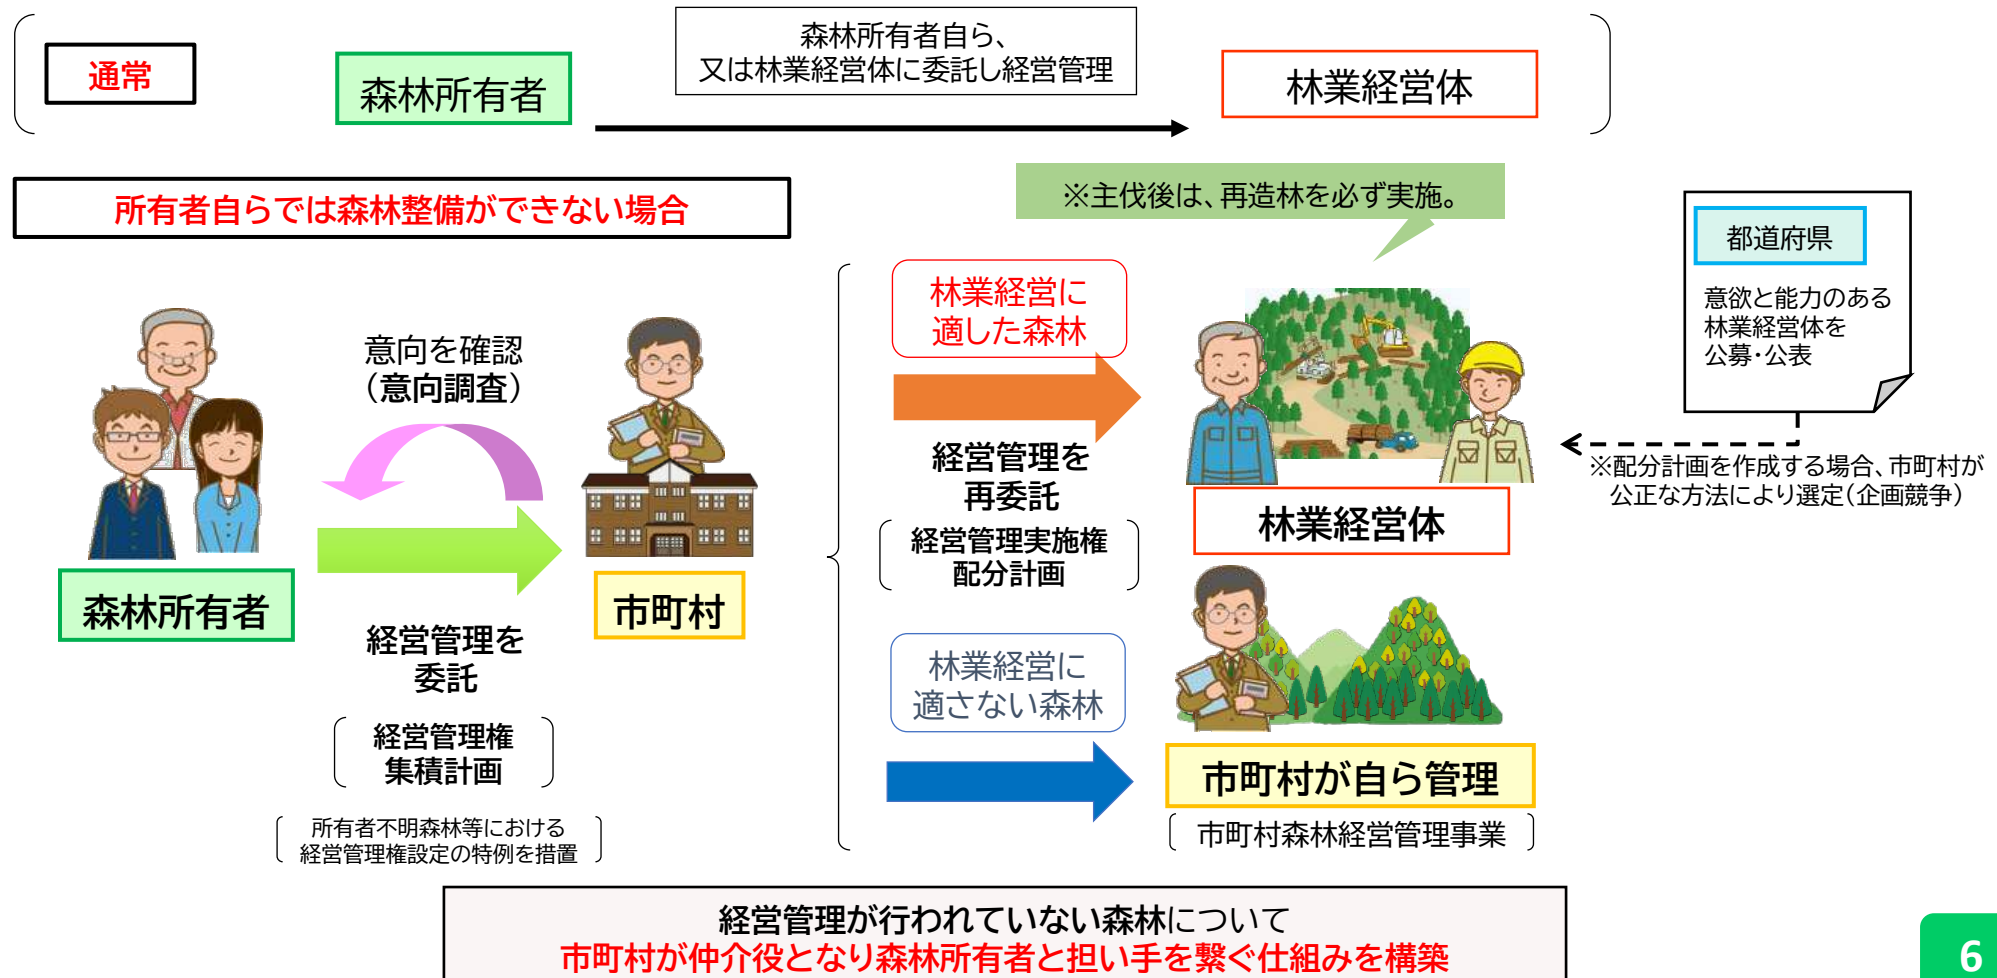 通常
森林所有者
森林所有者自ら、
又は林業経営体に委託し経営管理
林業経営体
所有者自らでは森林整備ができない場合
※主伐後は、再造林を必ず実施。
都道府県
意欲と能力のある
林業経営体を
公募・公表
意向を確認
(意向調査)
林業経営に
適した森林
経営管理を
再委託
経営管理実施権
配分計画
※配分計画を作成する場合、市町村が
公正な方法により選定(企画競争)
林業経営体
森林所有者
市町村
経営管理を
委託
経営管理権
集積計画
所有者不明森林等における
経営管理権設定の特例を措置
林業経営に
適さない森林
市町村が自ら管理
市町村森林経営管理事業
経営管理が行われていない森林について
市町村が仲介役となり森林所有者と担い手を繋ぐ仕組みを構築
6